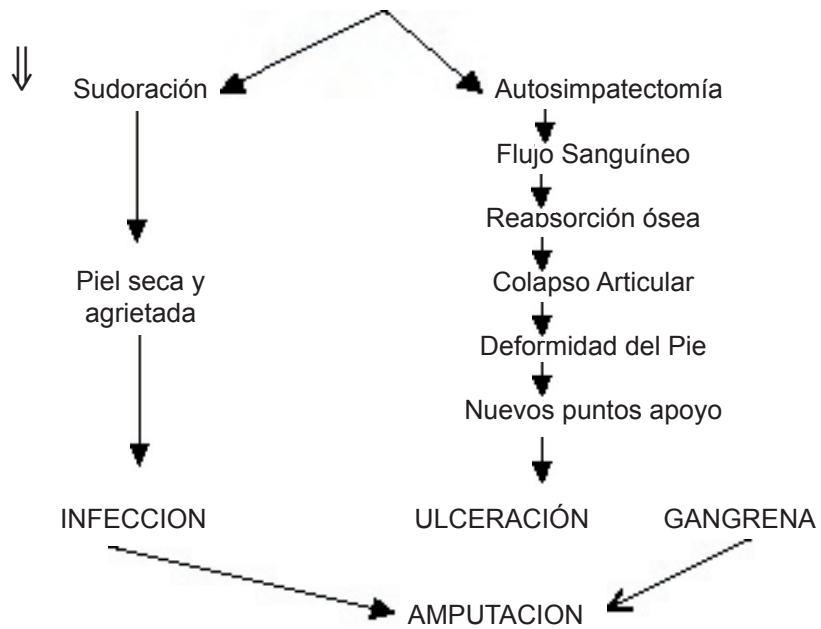 ⇓ Sudoración
Autosimpatectomía
Flujo Sanguíneo
Reabsorción ósea
Piel seca y
agrietada
Colapso Articular
Deformidad del Pie
Nuevos puntos apoyo
INFECCION
ULCERACIÓN
GANGRENA
AMPUTACION